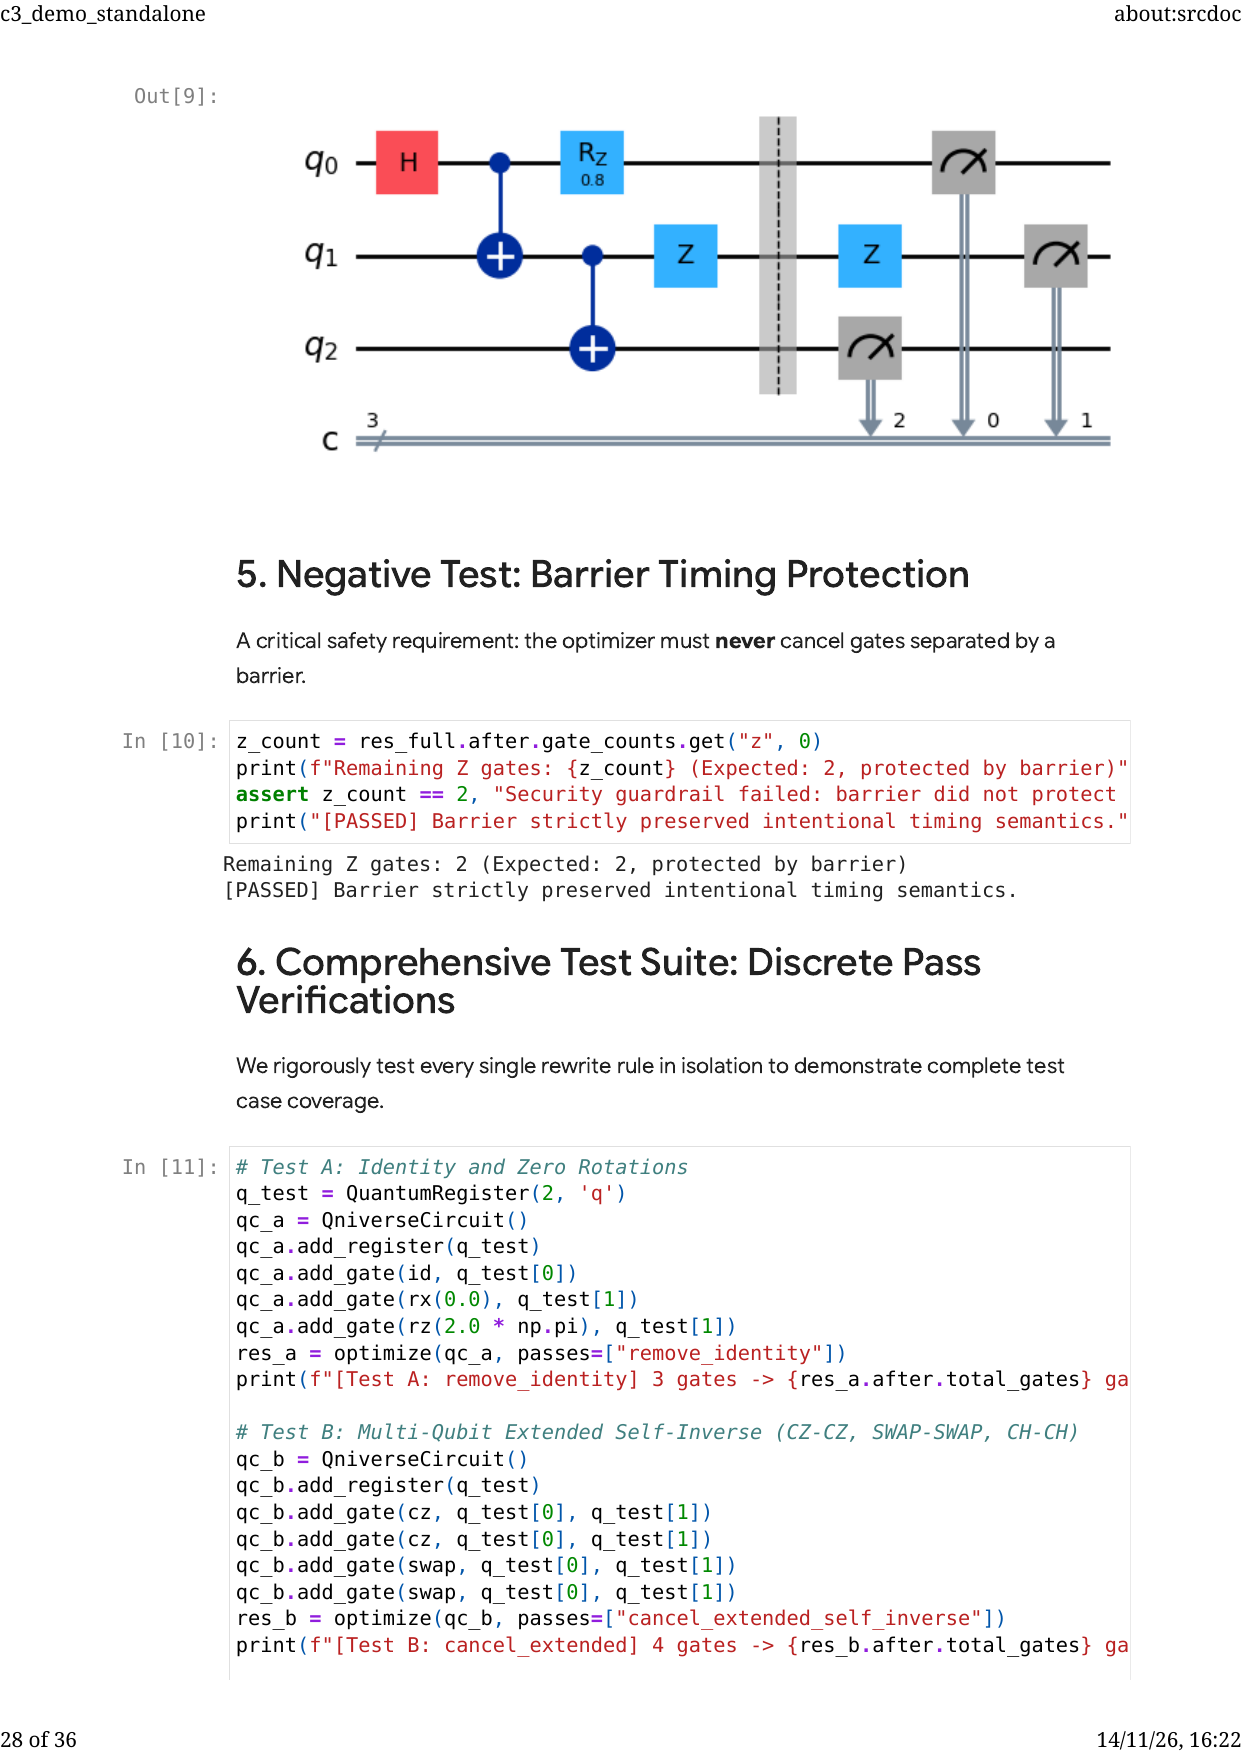 c3_demo_standalone
about:srcdoc
Out[9]:
q0 H RZ 0.8
q1 Z Z
q2
c 3 2 0 1
5. Negative Test: Barrier Timing Protection
A critical safety requirement: the optimizer must never cancel gates separated by a
barrier.
In [10]:
z_count = res_full.after.gate_counts.get("z", 0)
print(f"Remaining Z gates: {z_count} (Expected: 2, protected by barrier)"
assert z_count == 2, "Security guardrail failed: barrier did not protect
print("[PASSED] Barrier strictly preserved intentional timing semantics."
Remaining Z gates: 2 (Expected: 2, protected by barrier)
[PASSED] Barrier strictly preserved intentional timing semantics.
6. Comprehensive Test Suite: Discrete Pass
Verifications
We rigorously test every single rewrite rule in isolation to demonstrate complete test
case coverage.
In [11]:
# Test A: Identity and Zero Rotations
q_test = QuantumRegister(2, 'q')
qc_a = QniverseCircuit()
qc_a.add_register(q_test)
qc_a.add_gate(id, q_test[0])
qc_a.add_gate(rx(0.0), q_test[1])
qc_a.add_gate(rz(2.0 * np.pi), q_test[1])
res_a = optimize(qc_a, passes=["remove_identity"])
print(f"[Test A: remove_identity] 3 gates -> {res_a.after.total_gates} ga
# Test B: Multi-Qubit Extended Self-Inverse (CZ-CZ, SWAP-SWAP, CH-CH)
qc_b = QniverseCircuit()
qc_b.add_register(q_test)
qc_b.add_gate(cz, q_test[0], q_test[1])
qc_b.add_gate(cz, q_test[0], q_test[1])
qc_b.add_gate(swap, q_test[0], q_test[1])
qc_b.add_gate(swap, q_test[0], q_test[1])
res_b = optimize(qc_b, passes=["cancel_extended_self_inverse"])
print(f"[Test B: cancel_extended] 4 gates -> {res_b.after.total_gates} ga
28 of 36
14/11/26, 16:22